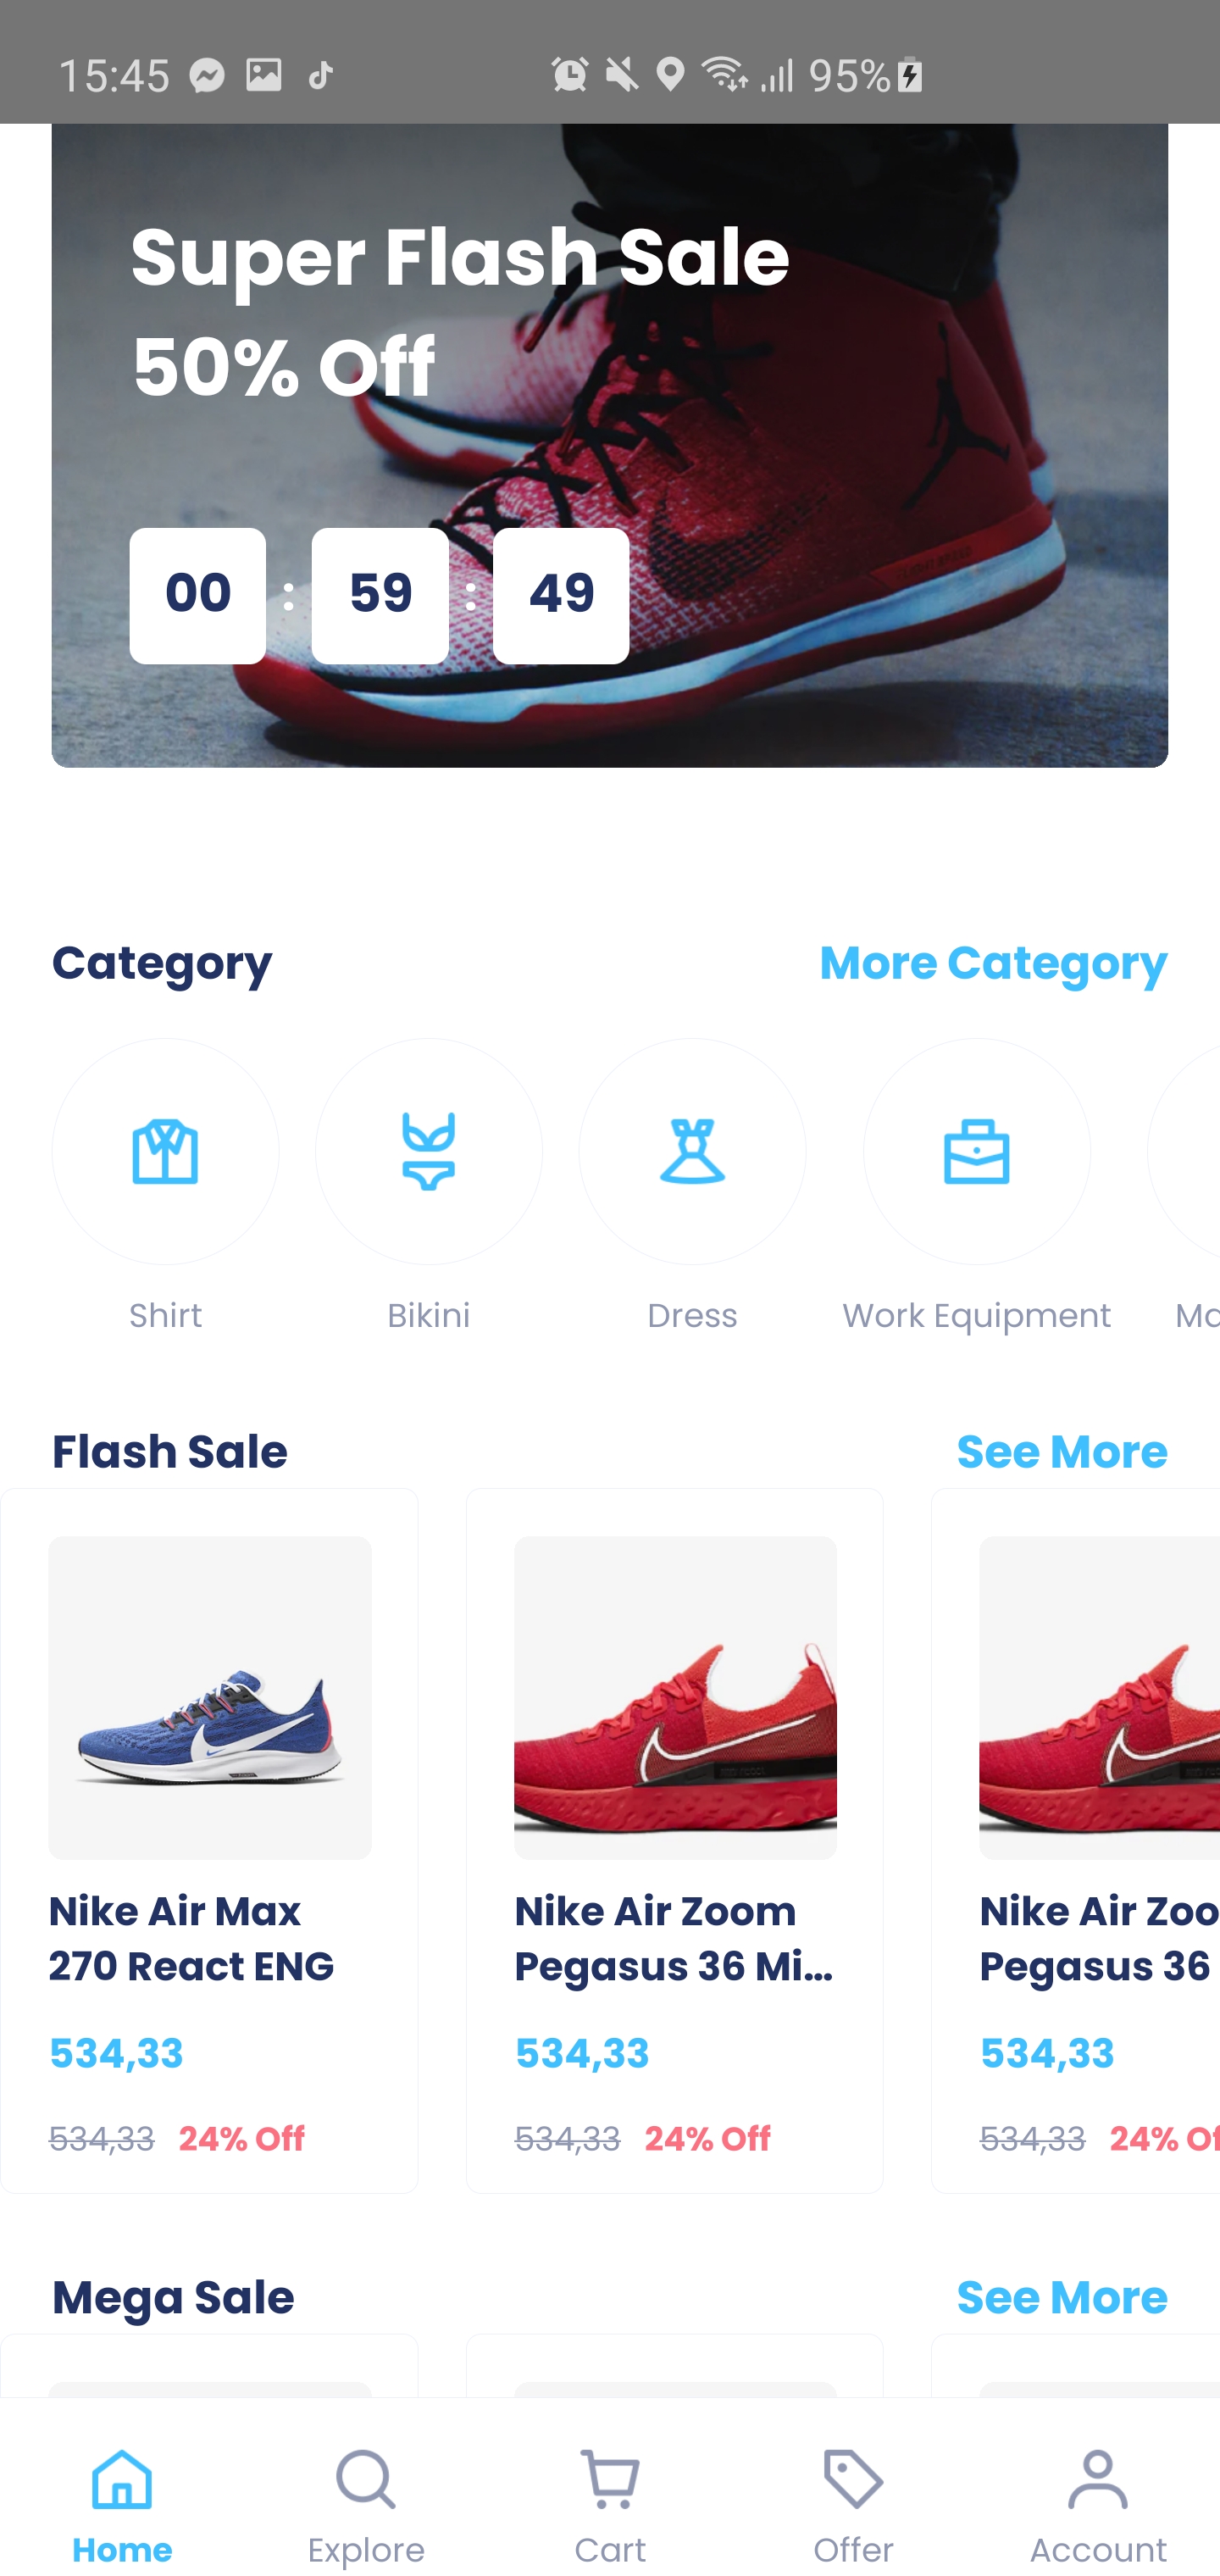 15:45 95%
Super Flash Sale
50% Off
00 : 59 : 49
Category More Category
Shirt Bikini Dress Work Equipment
Flash Sale See More
Nike Air Max
270 React ENG
534,33
534,33 24% Off
Nike Air Zoom
Pegasus 36 Mi...
534,33
534,33 24% Off
Nike Air Zoo
Pegasus 36
534,33
534,33 24% Of
Mega Sale See More
Home Explore Cart Offer Account